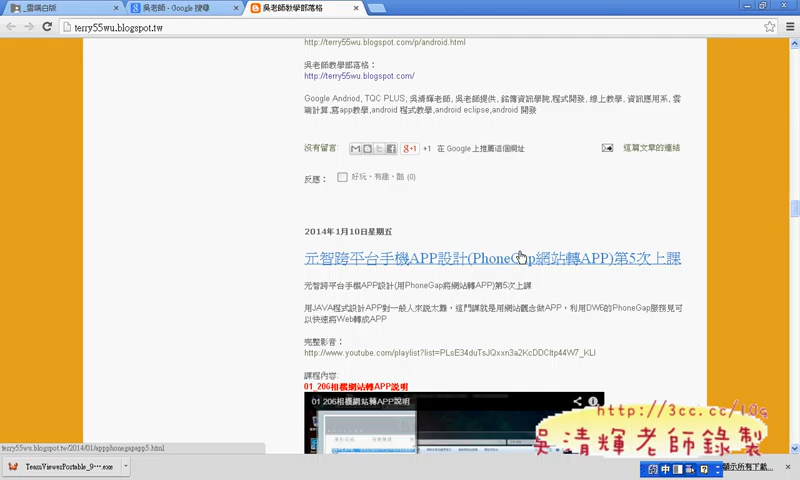 _雲端白版
吳老師 - Google 搜尋
吳老師教學部落格
terry55wu.blogspot.tw
http://terry55wu.blogspot.com/p/android.html
吳老師教學部落格：
http://terry55wu.blogspot.com/
Google Andriod, TQC PLUS, 吳清輝老師, 吳老師提供, 銘傳資訊學院,程式開發, 線上教學, 資訊應用系, 雲
端計算,寫app教學,android 程式教學,android eclipse,android 開發
沒有留言:
g+1 +1 在 Google 上推薦這個網址
這篇文章的連結
反應：
好玩、有趣、酷 (0)
2014年1月10日星期五
元智跨平台手機APP設計(PhoneGap網站轉APP)第5次上課
元智跨平台手機APP設計(用PhoneGap將網站轉APP)第5次上課
用JAVA程式設計APP對一般人來說太難，這門課就是用網站觀念做APP，利用DW6的PhoneGap服務見可
以快速將Web轉成APP
完整影音：
http://www.youtube.com/playlist?list=PLsE34duTsJQxxn3a2KcDDCltp44W7_KLI
課程內容:
01_206相機網站轉APP說明
01 206相機網站轉APP說明
http://3cc.cc/10q
吳清輝老師錄製
terry55wu.blogspot.tw/2014/01/appphonegapapp5.html
TeamViewerPortable_9....exe
顯示所有下載...